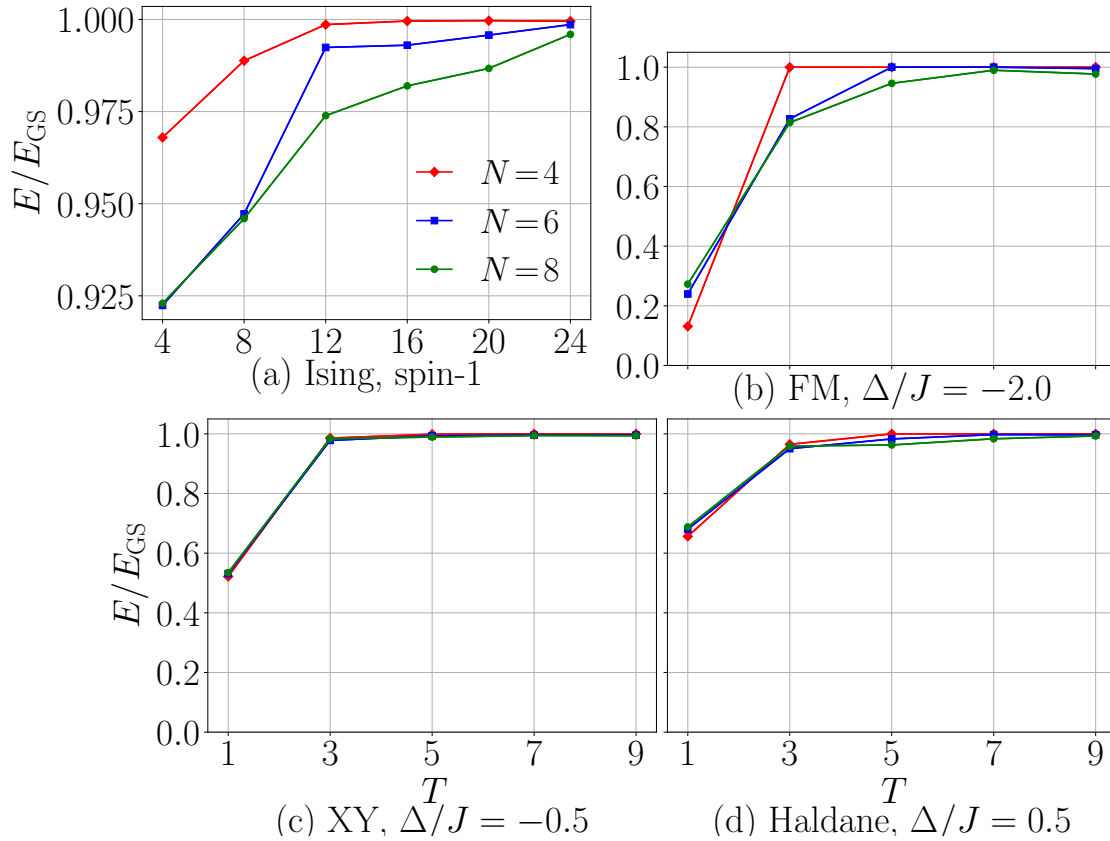 1.000
0.975
0.950
0.925
E/E_GS
N=4
N=6
N=8
4 8 12 16 20 24
(a) Ising, spin-1
1.0
0.8
0.6
0.4
0.2
0.0
(b) FM, Δ/J = −2.0
1.0
0.8
0.6
0.4
0.2
0.0
E/E_GS
1 3 5 7 9
T
(c) XY, Δ/J = −0.5
1 3 5 7 9
T
(d) Haldane, Δ/J = 0.5